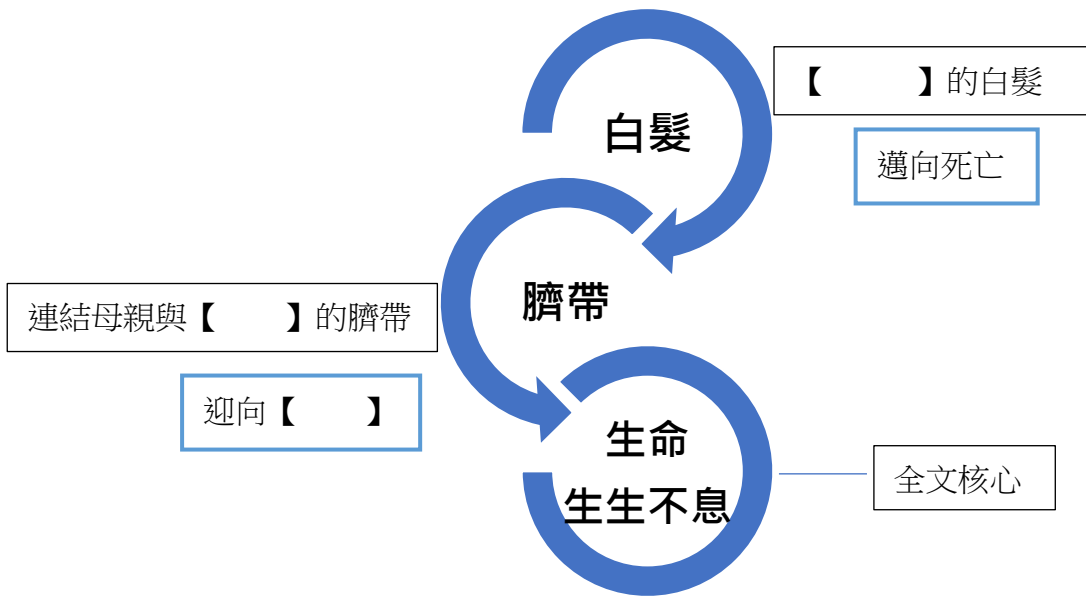 白髮
【　　】的白髮
邁向死亡
臍帶
連結母親與【　　】的臍帶
迎向【　　】
生命
生生不息
全文核心